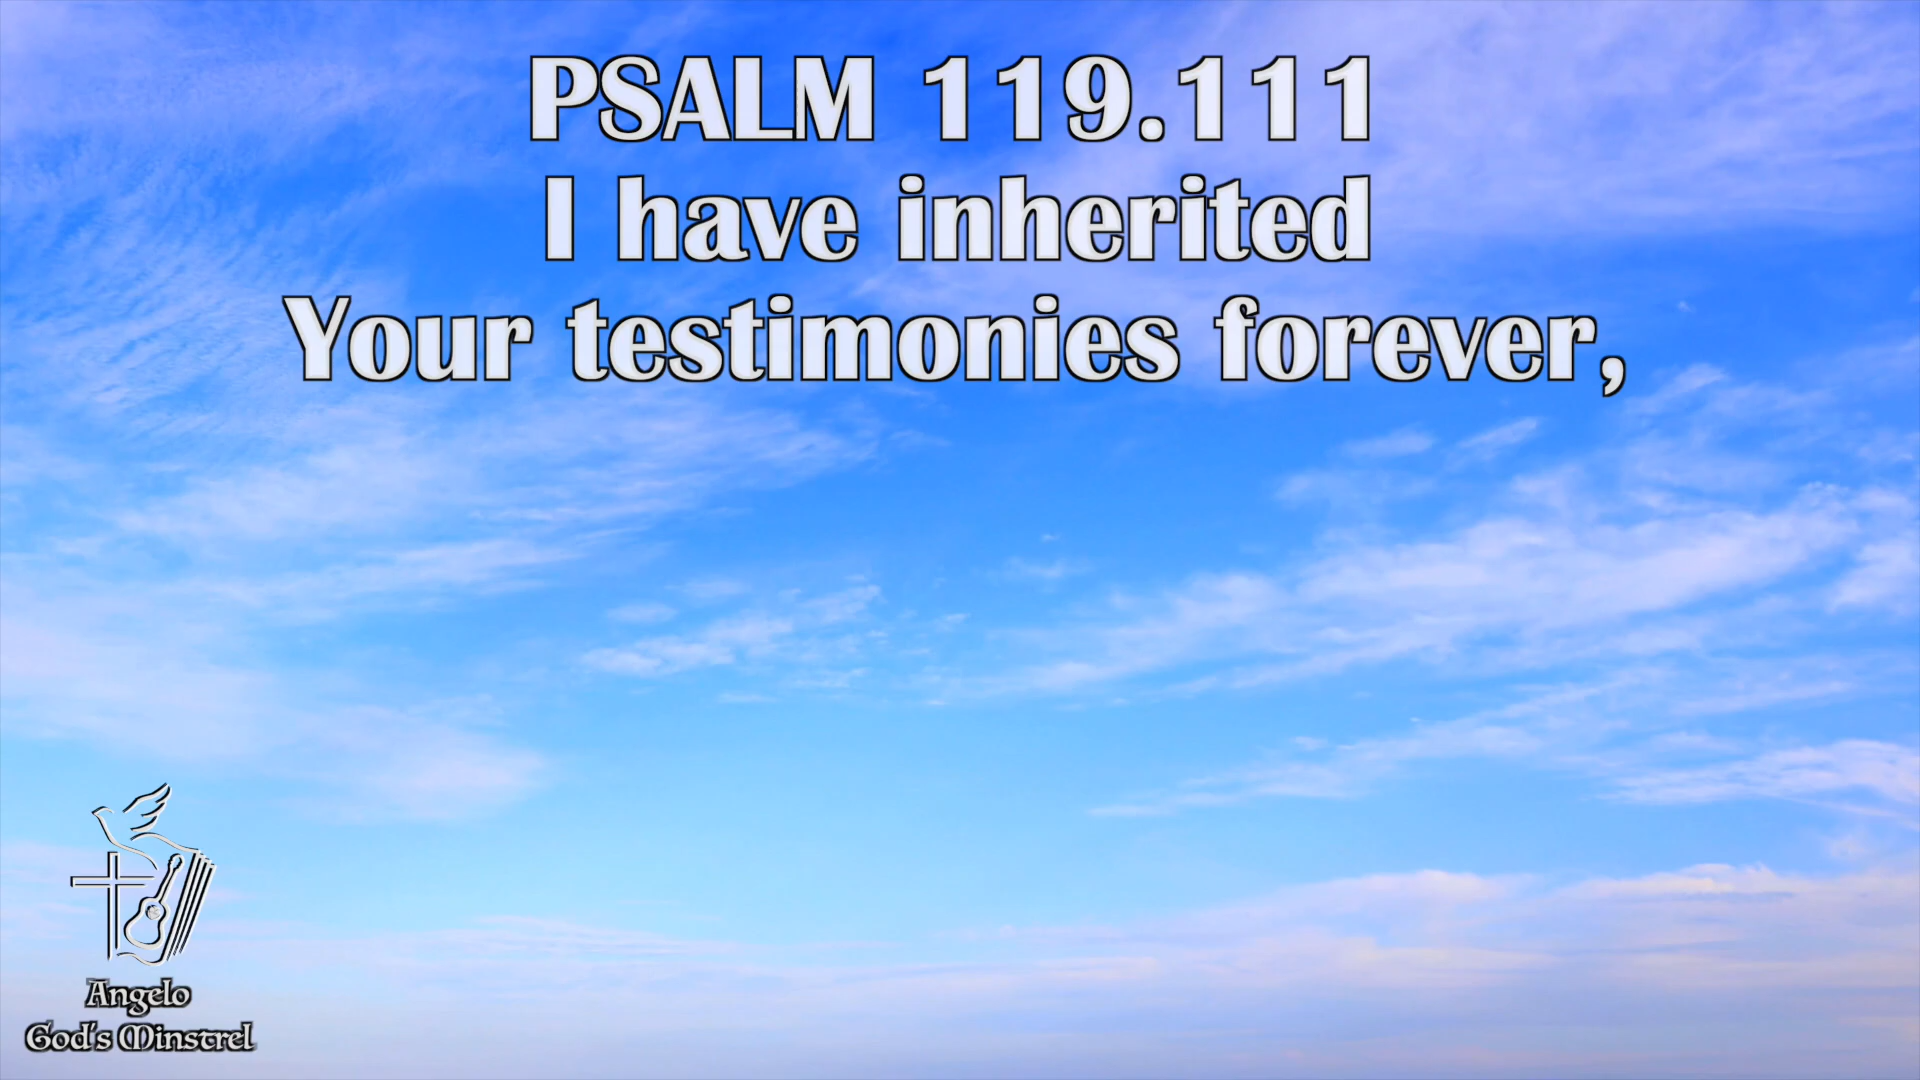 PSALM 119.111
I have inherited
Your testimonies forever,
Angelo
God's Minstrel